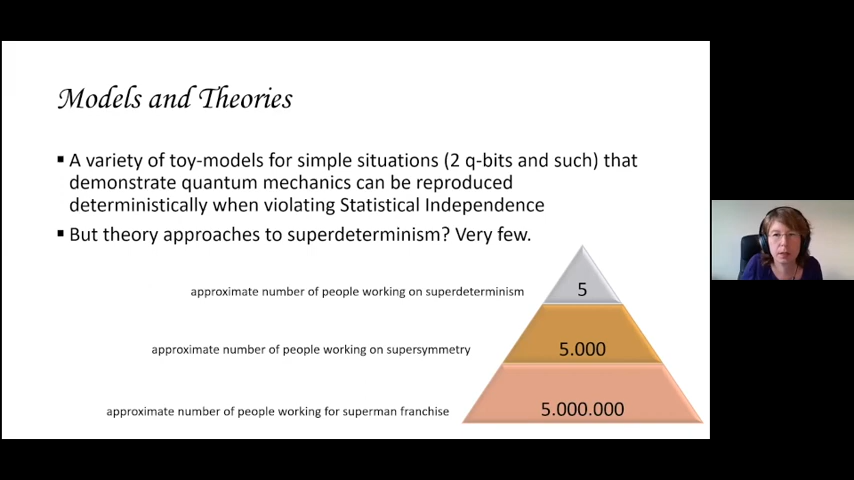 Models and Theories
▪ A variety of toy-models for simple situations (2 q-bits and such) that
demonstrate quantum mechanics can be reproduced
deterministically when violating Statistical Independence
▪ But theory approaches to superdeterminism? Very few.
approximate number of people working on superdeterminism 5
approximate number of people working on supersymmetry 5.000
approximate number of people working for superman franchise 5.000.000